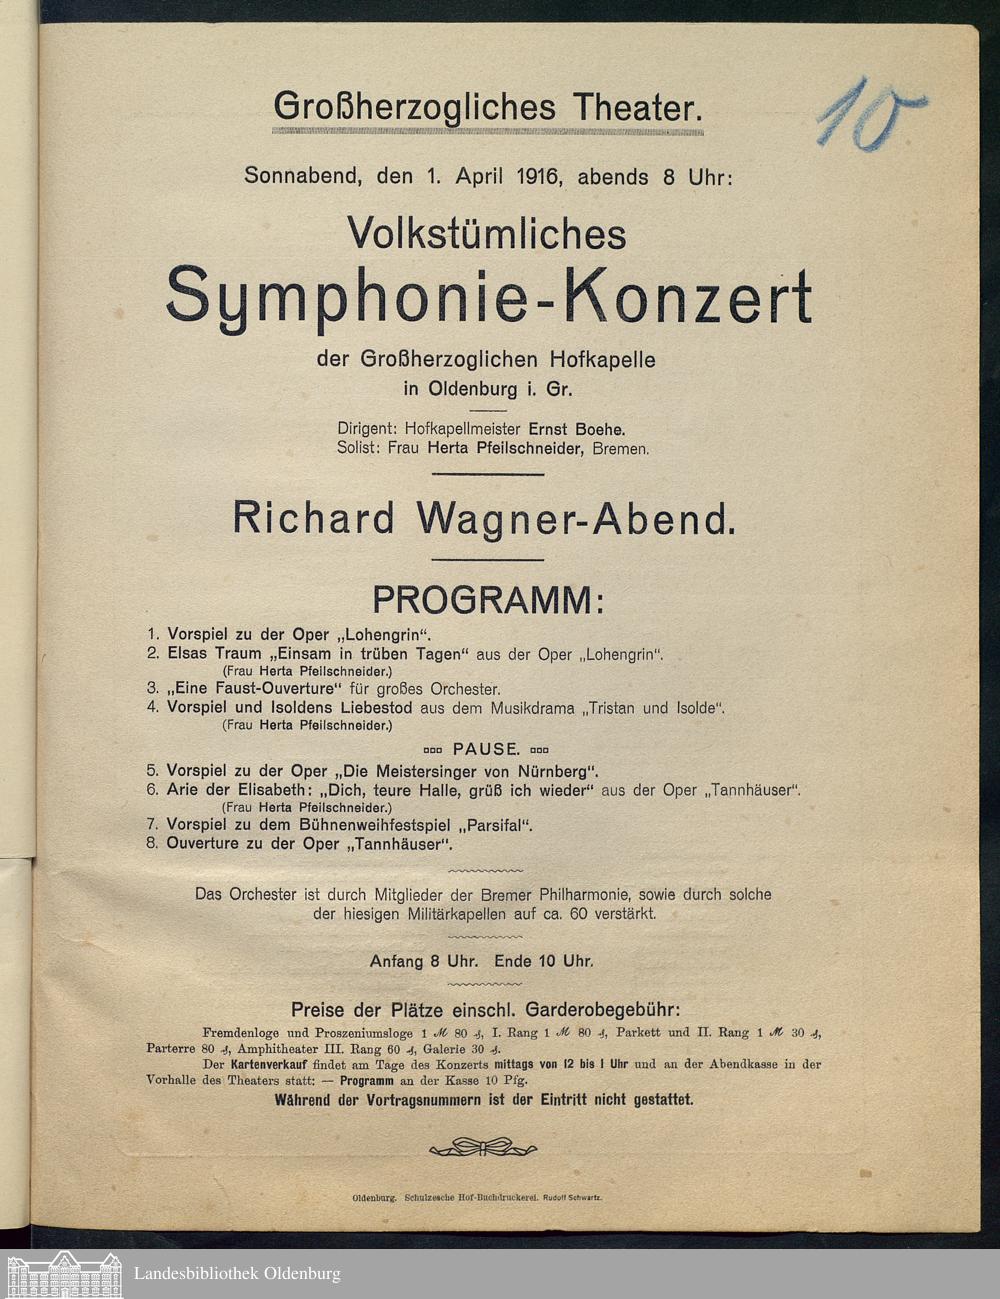 Großherzogliches Theater.
10
Sonnabend, den 1. April 1916, abends 8 Uhr:
Volkstümliches
Symphonie-Konzert
der Großherzoglichen Hofkapelle
in Oldenburg i. Gr.
Dirigent: Hofkapellmeister Ernst Boehe.
Solist: Frau Herta Pfeilschneider, Bremen.
Richard Wagner-Abend.
PROGRAMM:
1. Vorspiel zu der Oper „Lohengrin“.
2. Elsas Traum „Einsam in trüben Tagen“ aus der Oper „Lohengrin“.
(Frau Herta Pfeilschneider.)
3. „Eine Faust-Ouverture“ für großes Orchester.
4. Vorspiel und Isoldens Liebestod aus dem Musikdrama „Tristan und Isolde“.
(Frau Herta Pfeilschneider.)
▫▫▫ PAUSE. ▫▫▫
5. Vorspiel zu der Oper „Die Meistersinger von Nürnberg“.
6. Arie der Elisabeth: „Dich, teure Halle, grüß ich wieder“ aus der Oper „Tannhäuser“.
(Frau Herta Pfeilschneider.)
7. Vorspiel zu dem Bühnenweihfestspiel „Parsifal“.
8. Ouverture zu der Oper „Tannhäuser“.
Das Orchester ist durch Mitglieder der Bremer Philharmonie, sowie durch solche
der hiesigen Militärkapellen auf ca. 60 verstärkt.
Anfang 8 Uhr. Ende 10 Uhr.
Preise der Plätze einschl. Garderobegebühr:
Fremdenloge und Proszeniumsloge 1 ℳ 80 ₰, I. Rang 1 ℳ 80 ₰, Parkett und II. Rang 1 ℳ 30 ₰,
Parterre 80 ₰, Amphitheater III. Rang 60 ₰, Galerie 30 ₰.
Der Kartenverkauf findet am Tage des Konzerts mittags von 12 bis 1 Uhr und an der Abendkasse in der
Vorhalle des Theaters statt: — Programm an der Kasse 10 Pfg.
Während der Vortragsnummern ist der Eintritt nicht gestattet.
Oldenburg. Schulzesche Hof-Buchdruckerei. Rudolf Schwartz.
Landesbibliothek Oldenburg